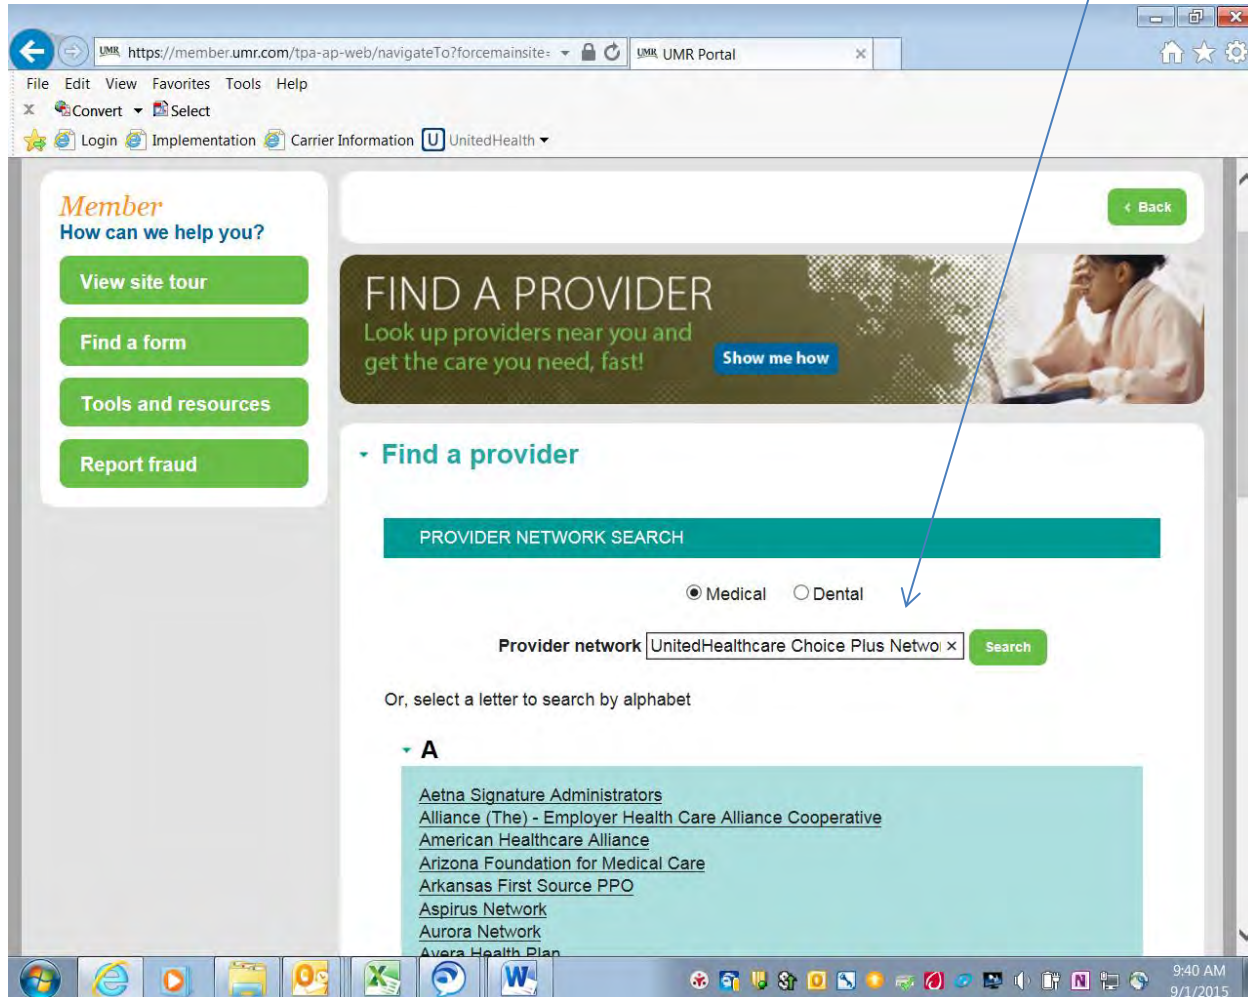 UMR https://member.umr.com/tpa-ap-web/navigateTo?forcemainsite=
UMR UMR Portal
File Edit View Favorites Tools Help
x Convert Select
Login Implementation Carrier Information U UnitedHealth
Member
How can we help you?
View site tour
Find a form
Tools and resources
Report fraud
< Back
FIND A PROVIDER
Look up providers near you and
get the care you need, fast!
Show me how
Find a provider
PROVIDER NETWORK SEARCH
Medical Dental
Provider network UnitedHealthcare Choice Plus Networ × Search
Or, select a letter to search by alphabet
A
Aetna Signature Administrators
Alliance (The) - Employer Health Care Alliance Cooperative
American Healthcare Alliance
Arizona Foundation for Medical Care
Arkansas First Source PPO
Aspirus Network
Aurora Network
Avera Health Plan
9:40 AM
9/1/2015